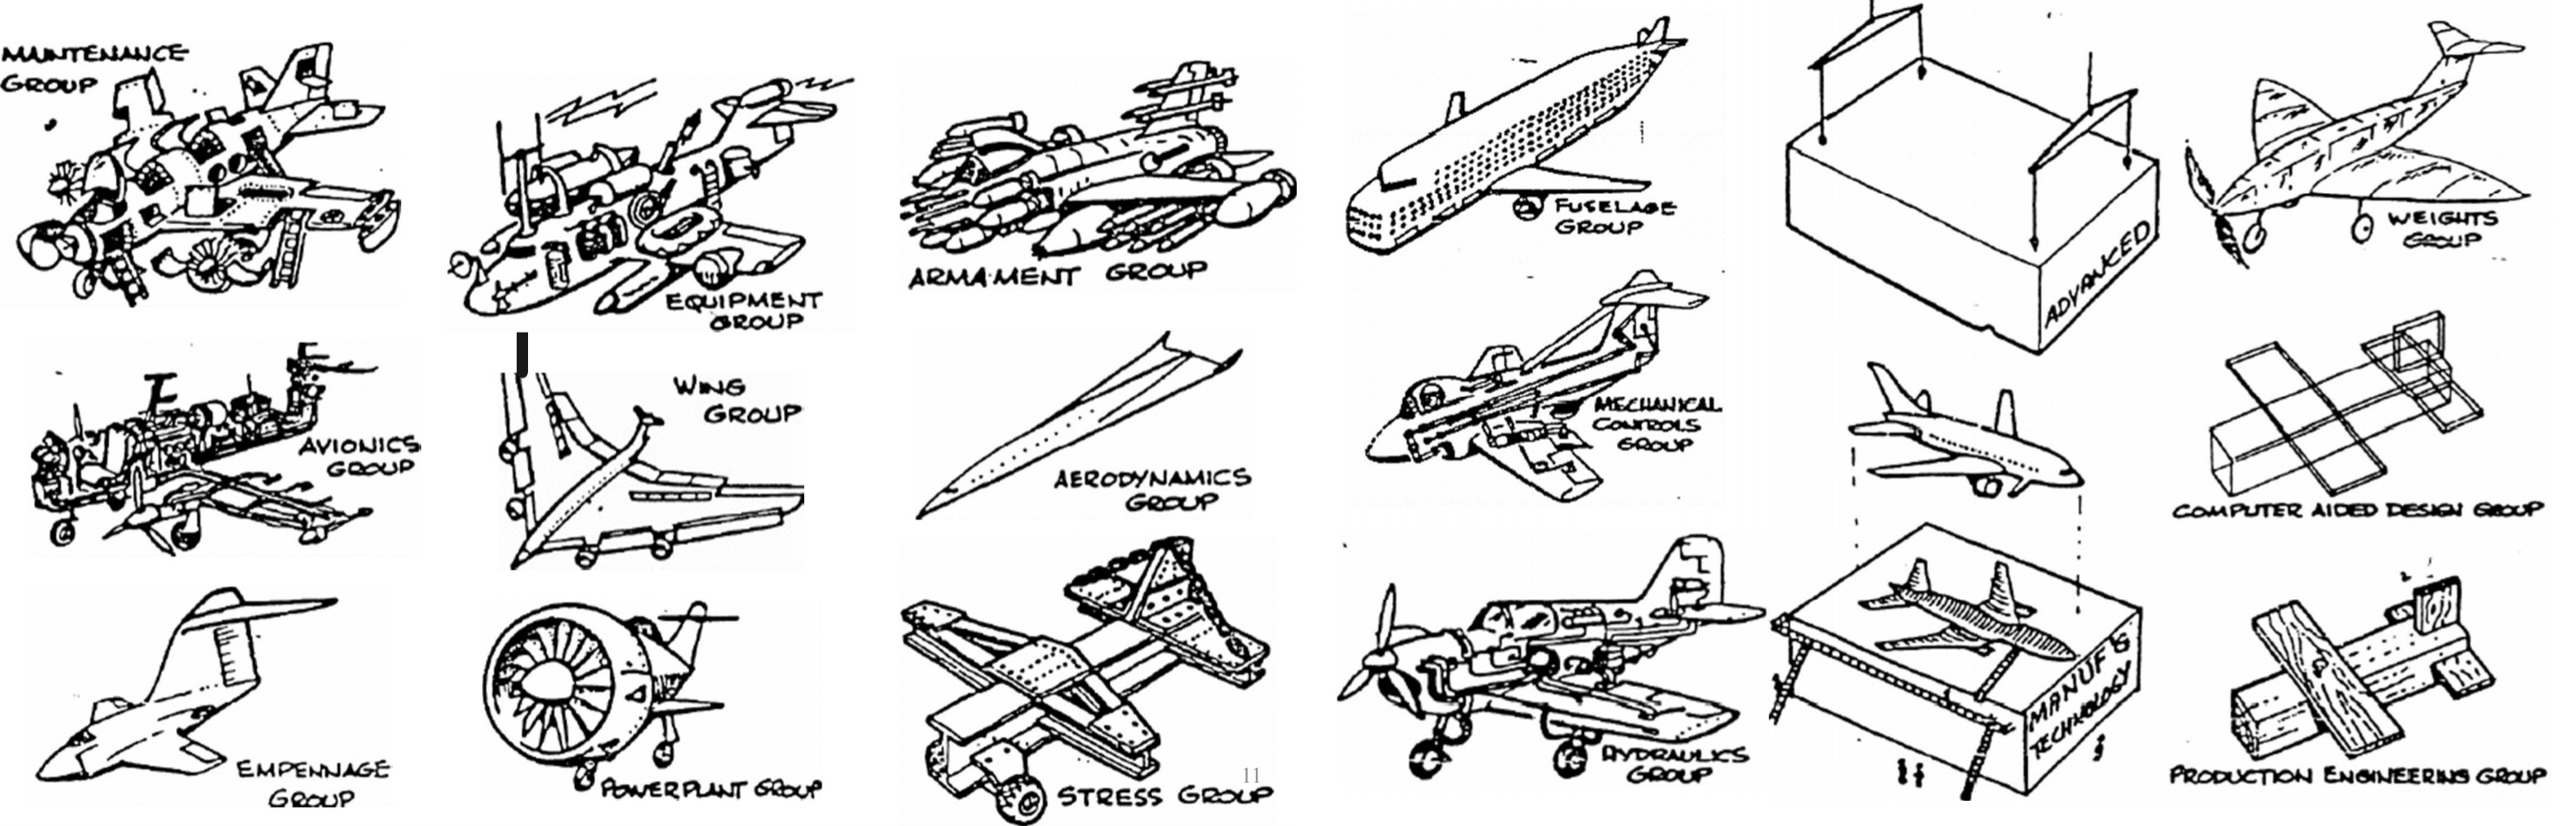 MAINTENANCE
GROUP
EQUIPMENT
GROUP
ARMAMENT GROUP
FUSELAGE
GROUP
ADVANCED
WEIGHTS
GROUP
AVIONICS
GROUP
WING
GROUP
AERODYNAMICS
GROUP
MECHANICAL
CONTROLS
GROUP
COMPUTER AIDED DESIGN GROUP
EMPENNAGE
GROUP
POWERPLANT GROUP
11
STRESS GROUP
HYDRAULICS
GROUP
MANUF'G
TECHNOLOGY
PRODUCTION ENGINEERING GROUP